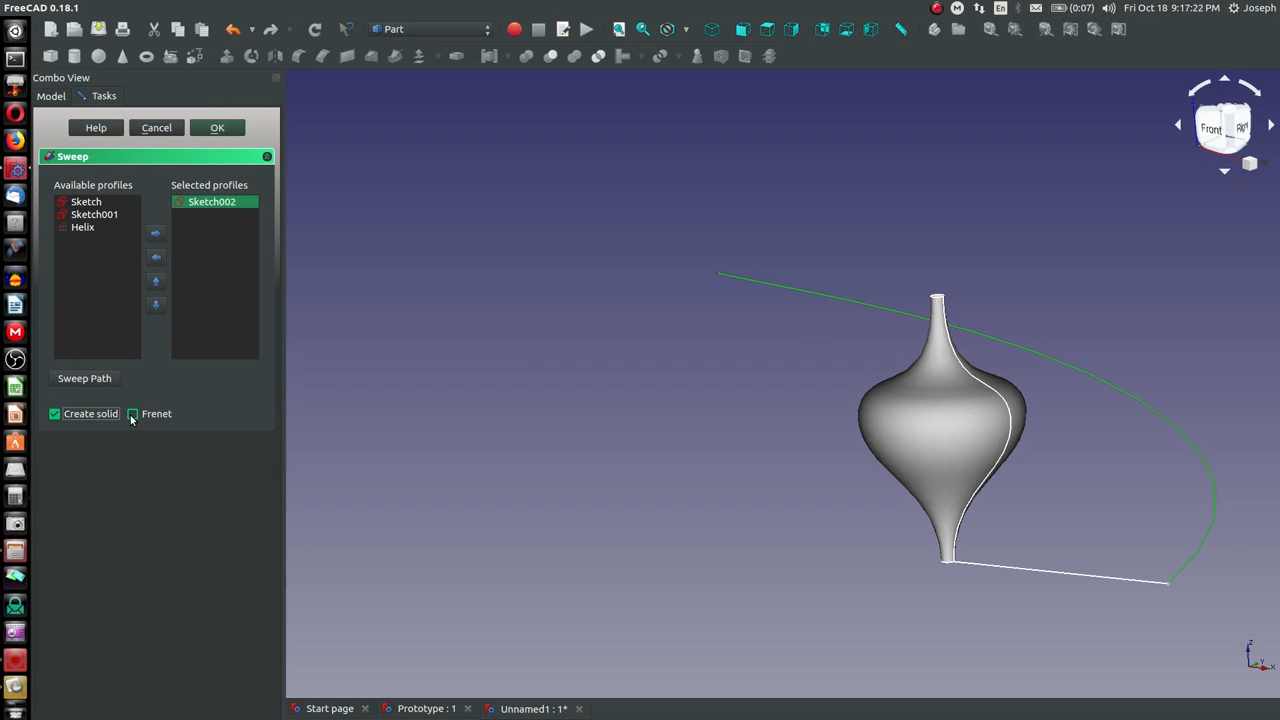 FreeCAD 0.18.1
En
(0:07)
Fri Oct 18 9:17:22 PM
Joseph
Part
Combo View
Model
Tasks
Help
Cancel
OK
Sweep
Available profiles
Selected profiles
Sketch
Sketch001
Helix
Sketch002
Sweep Path
Create solid
Frenet
Front
Right
Z
Y
X
Start page
Prototype : 1
Unnamed1 : 1*